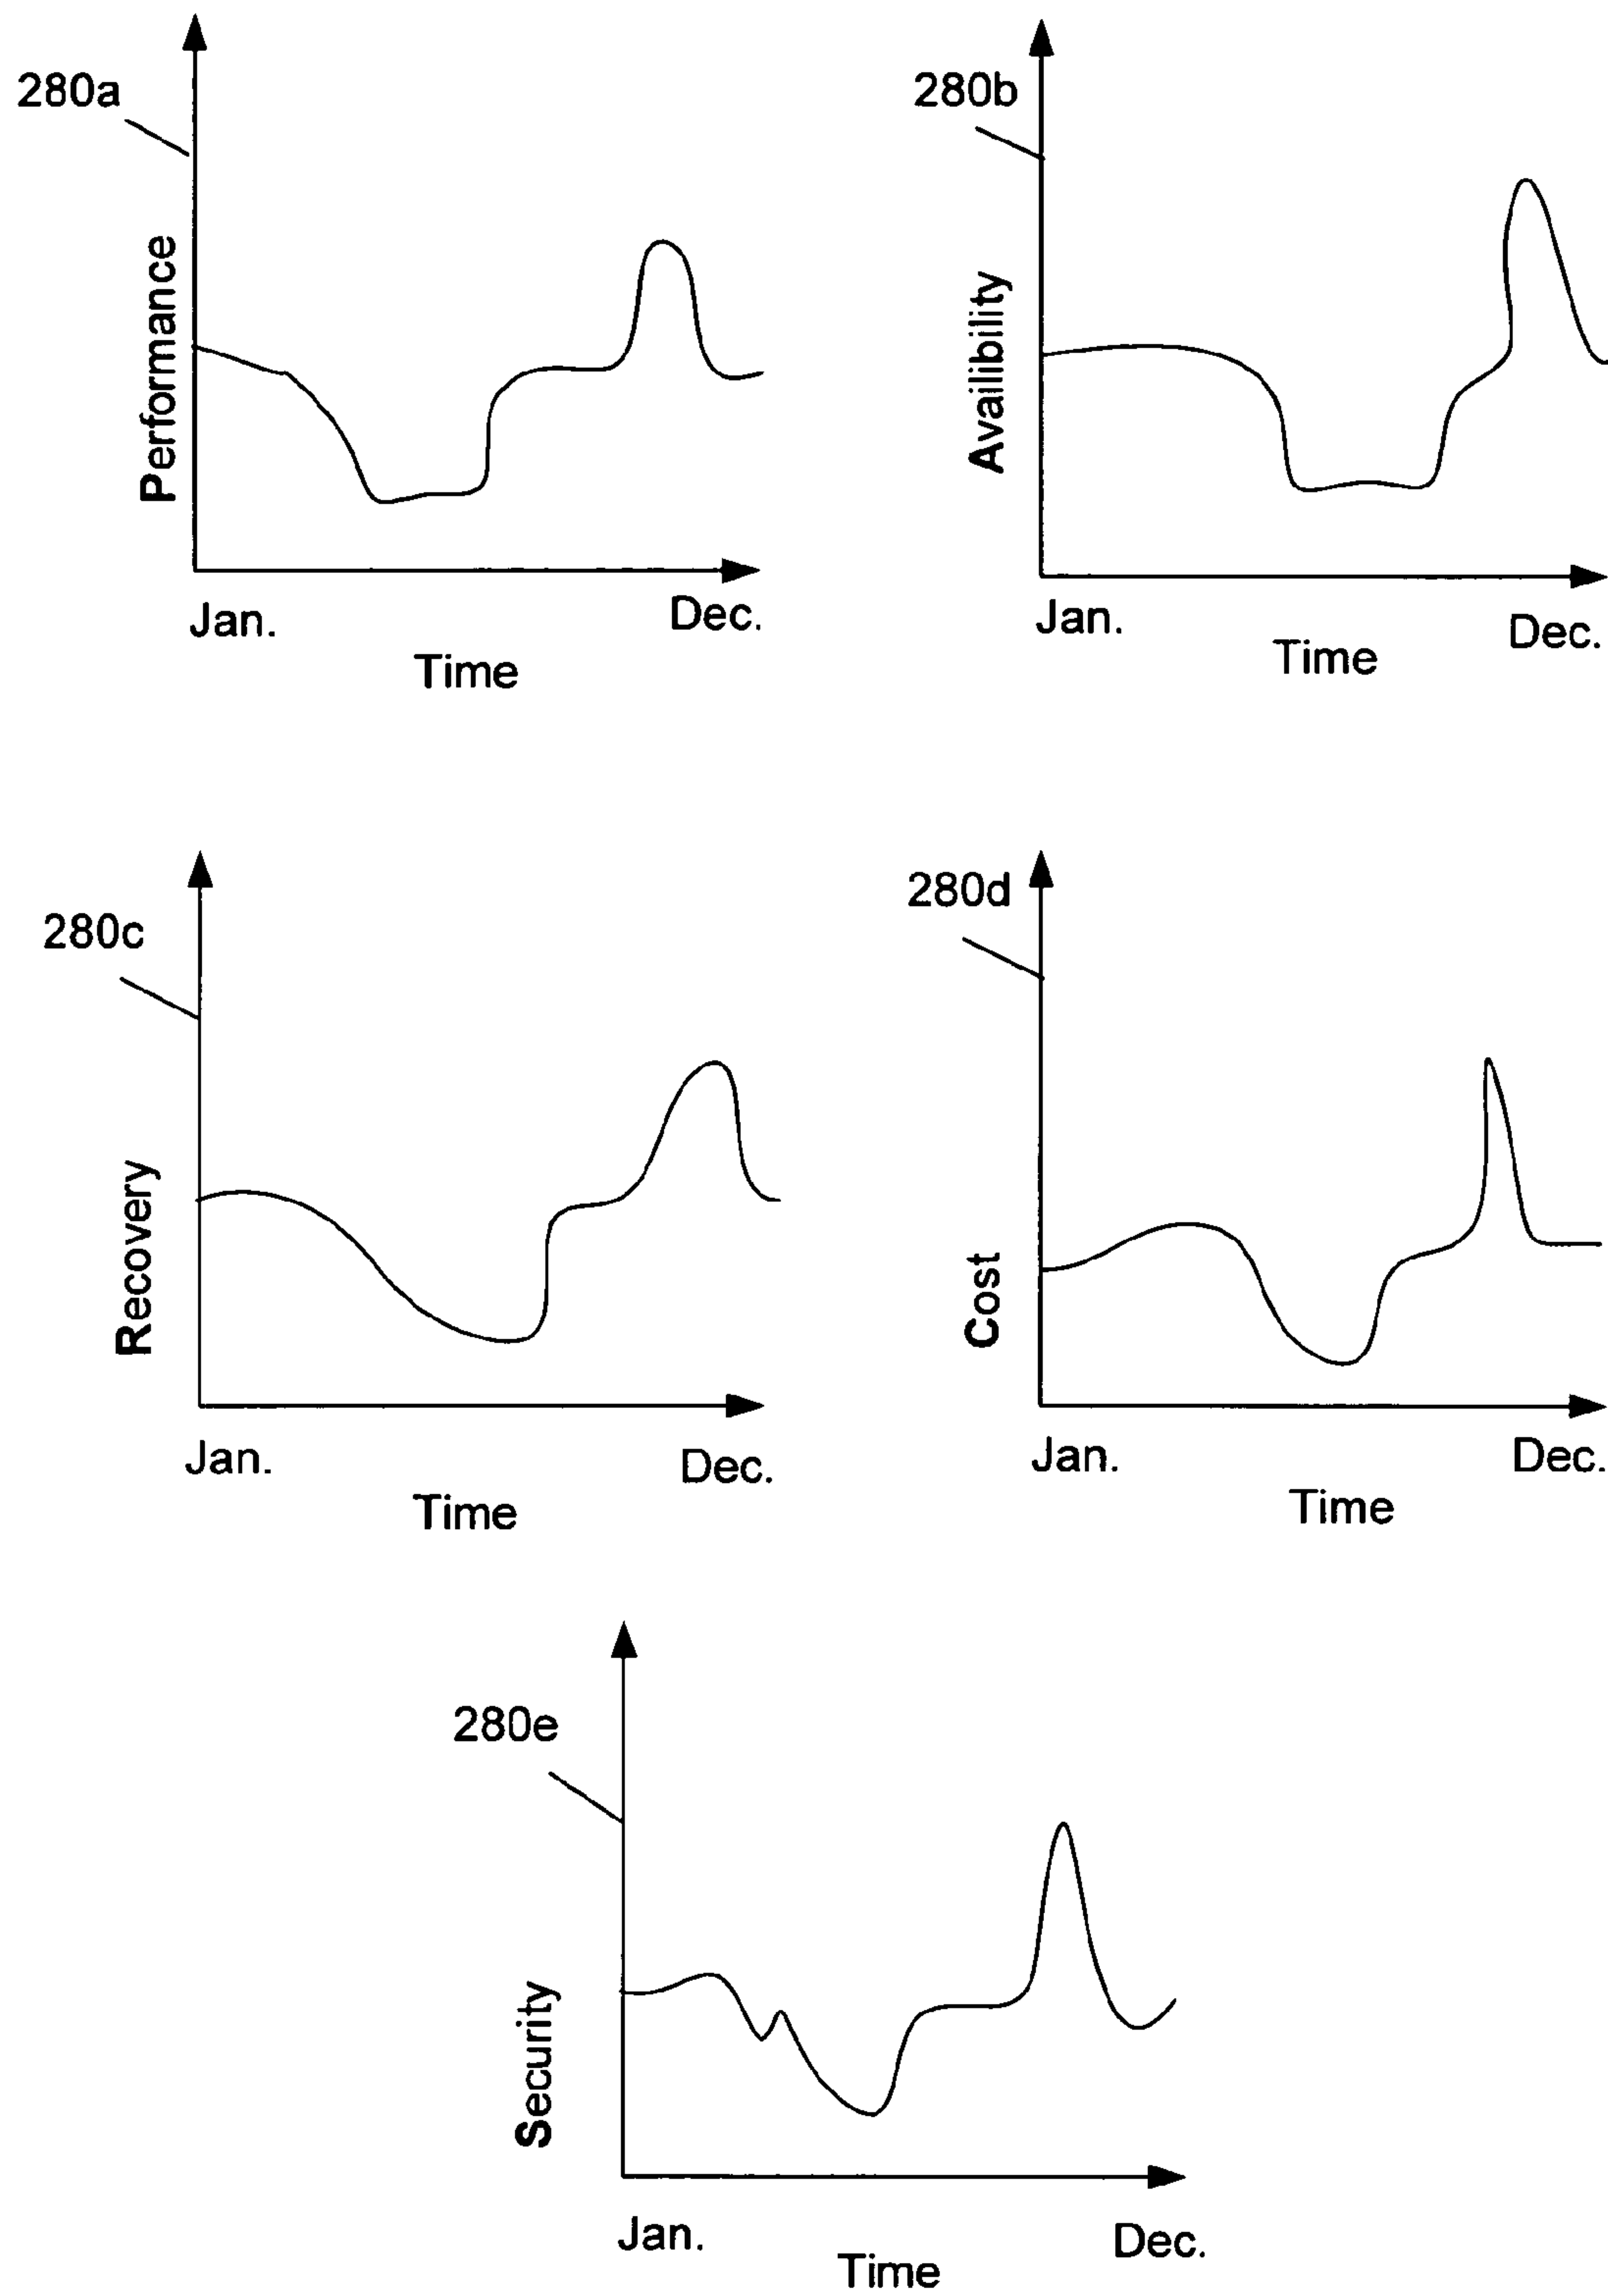 280a
Performance
Jan.
Dec.
Time
280b
Availibility
Jan.
Dec.
Time
280c
Recovery
Jan.
Dec.
Time
280d
Cost
Jan.
Dec.
Time
280e
Security
Jan.
Dec.
Time